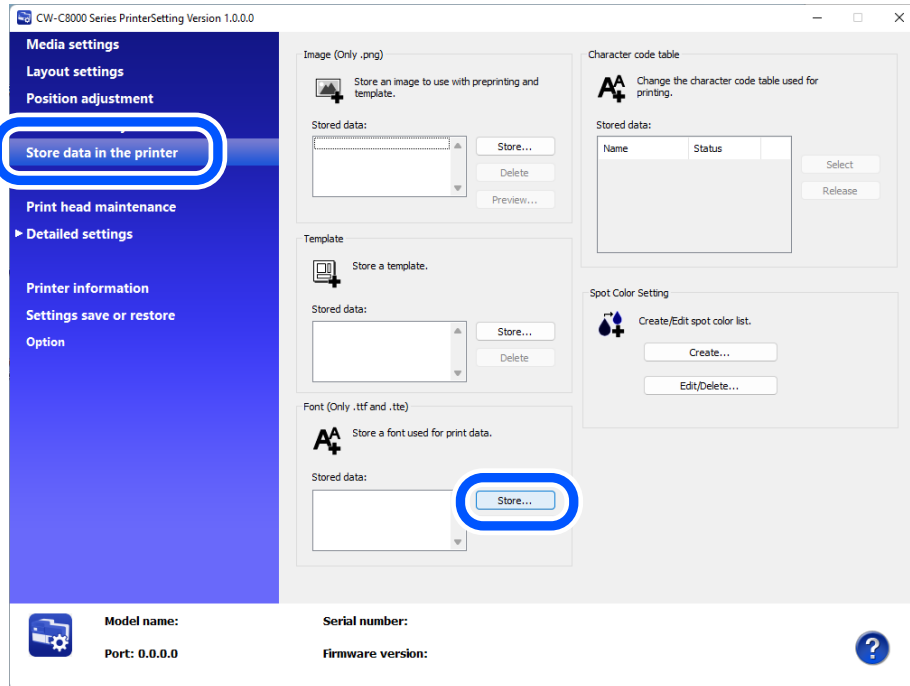 CW-C8000 Series PrinterSetting Version 1.0.0.0
Media settings
Layout settings
Position adjustment
Store data in the printer
Print head maintenance
Detailed settings
Printer information
Settings save or restore
Option
Image (Only .png)
Store an image to use with preprinting and
template.
Stored data:
Store...
Delete
Preview...
Template
Store a template.
Stored data:
Store...
Delete
Font (Only .ttf and .tte)
Store a font used for print data.
Stored data:
Store...
Character code table
Change the character code table used for
printing.
Stored data:
Name Status
Select
Release
Spot Color Setting
Create/Edit spot color list.
Create...
Edit/Delete...
Model name:
Serial number:
Port: 0.0.0.0
Firmware version: